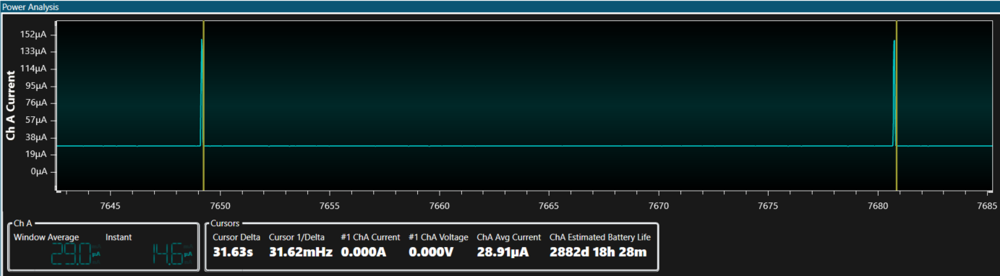 Power Analysis
Ch A Current
152µA
133µA
114µA
95µA
76µA
57µA
38µA
19µA
0µA
7645 7650 7655 7660 7665 7670 7675 7680 7685
Ch A
Window Average Instant
29.0 µA 14.6 µA
Cursors
Cursor Delta Cursor 1/Delta #1 ChA Current #1 ChA Voltage ChA Avg Current ChA Estimated Battery Life
31.63s 31.62mHz 0.000A 0.000V 28.91µA 2882d 18h 28m